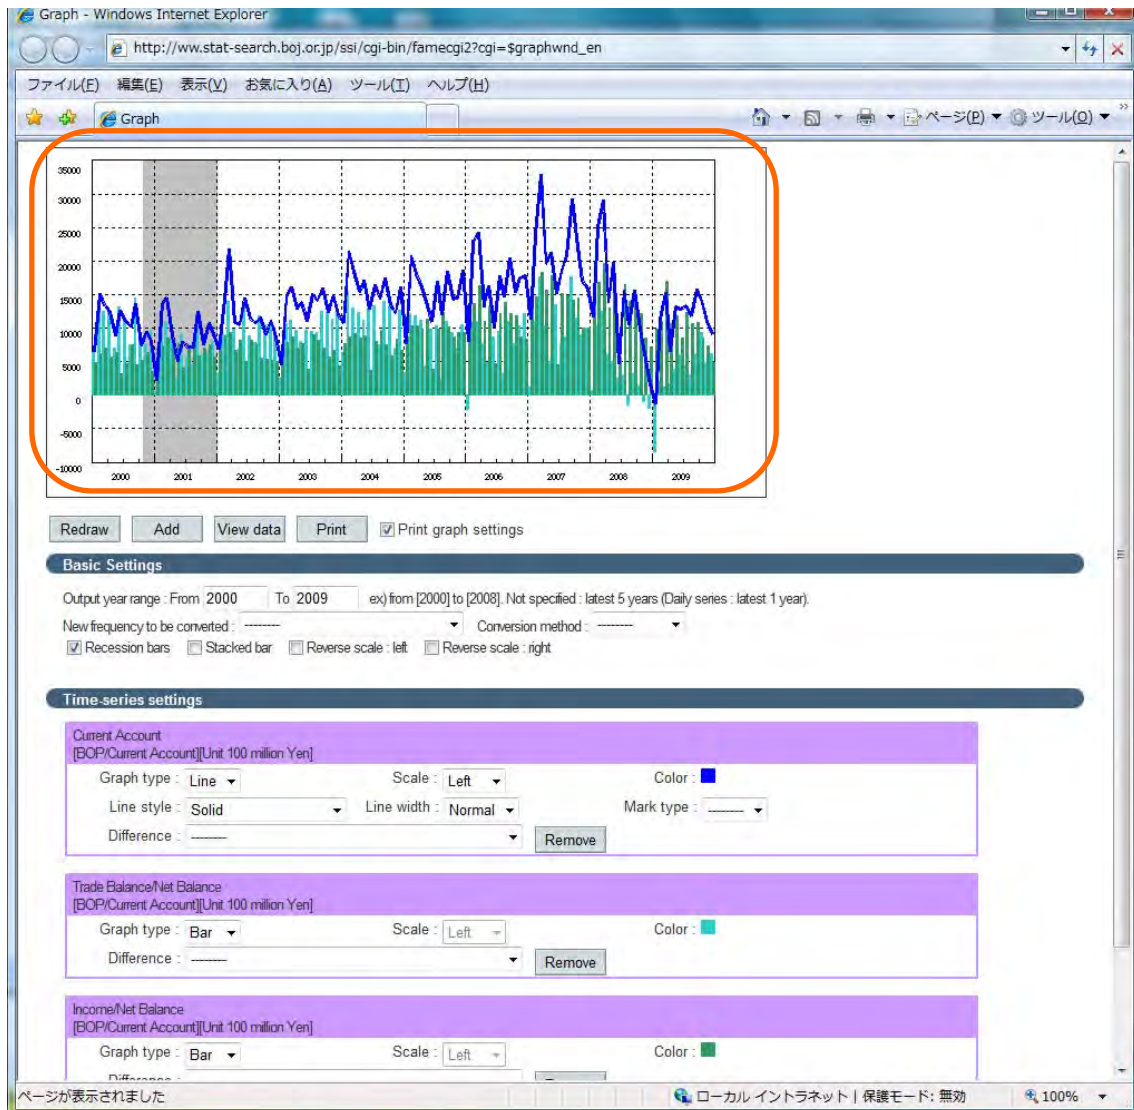 Graph - Windows Internet Explorer
http://ww.stat-search.boj.or.jp/ssi/cgi-bin/famecgi2?cgi=$graphwnd_en
ファイル(F) 編集(E) 表示(V) お気に入り(A) ツール(T) ヘルプ(H)
Graph ページ(P) ツール(O) »
35000
30000
25000
20000
15000
10000
5000
0
-5000
-10000
2000 2001 2002 2003 2004 2005 2006 2007 2008 2009
Redraw Add View data Print Print graph settings
Basic Settings
Output year range : From 2000 To 2009 ex) from [2000] to [2008]. Not specified : latest 5 years (Daily series : latest 1 year).
New frequency to be converted : -------- Conversion method : --------
Recession bars Stacked bar Reverse scale : left Reverse scale : right
Time-series settings
Current Account
[BOP/Current Account][Unit 100 million Yen]
Graph type : Line Scale : Left Color :
Line style : Solid Line width : Normal Mark type : --------
Difference : --------
Remove
Trade Balance/Net Balance
[BOP/Current Account][Unit 100 million Yen]
Graph type : Bar Scale : Left Color :
Difference : --------
Remove
Income/Net Balance
[BOP/Current Account][Unit 100 million Yen]
Graph type : Bar Scale : Left Color :
ページが表示されました ローカル イントラネット | 保護モード: 無効 100%